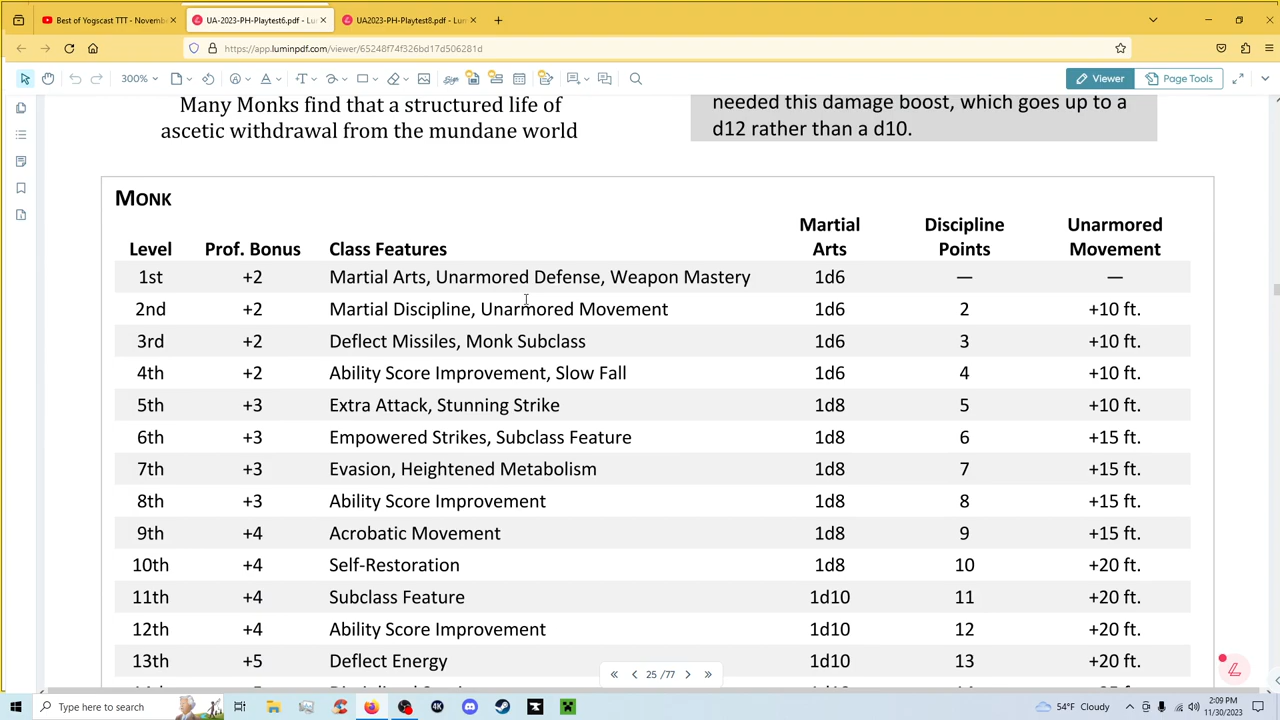 Best of Yogscast TTT - Novemb
UA-2023-PH-Playtest6.pdf - Lu
UA2023-PH-Playtest8.pdf - Lum
https://app.luminpdf.com/viewer/65248f74f326bd17d506281d
300%
Viewer
Page Tools
Many Monks find that a structured life of
ascetic withdrawal from the mundane world
needed this damage boost, which goes up to a
d12 rather than a d10.
MONK
Level Prof. Bonus Class Features Martial Arts Discipline Points Unarmored Movement
1st +2 Martial Arts, Unarmored Defense, Weapon Mastery 1d6 — —
2nd +2 Martial Discipline, Unarmored Movement 1d6 2 +10 ft.
3rd +2 Deflect Missiles, Monk Subclass 1d6 3 +10 ft.
4th +2 Ability Score Improvement, Slow Fall 1d6 4 +10 ft.
5th +3 Extra Attack, Stunning Strike 1d8 5 +10 ft.
6th +3 Empowered Strikes, Subclass Feature 1d8 6 +15 ft.
7th +3 Evasion, Heightened Metabolism 1d8 7 +15 ft.
8th +3 Ability Score Improvement 1d8 8 +15 ft.
9th +4 Acrobatic Movement 1d8 9 +15 ft.
10th +4 Self-Restoration 1d8 10 +20 ft.
11th +4 Subclass Feature 1d10 11 +20 ft.
12th +4 Ability Score Improvement 1d10 12 +20 ft.
13th +5 Deflect Energy 1d10 13 +20 ft.
25 /77
Type here to search
54°F Cloudy
2:09 PM
11/30/2023